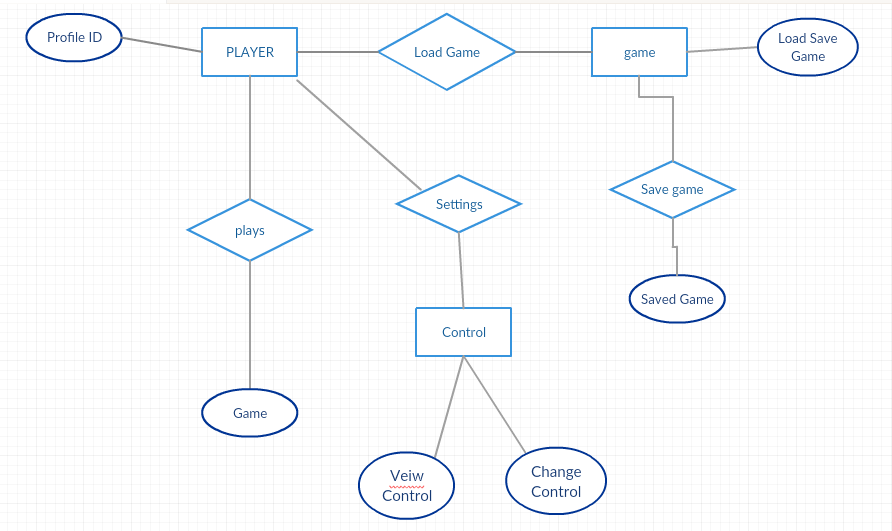 Profile ID
PLAYER
Load Game
game
Load Save
Game
plays
Settings
Save game
Saved Game
Control
Game
Veiw
Control
Change
Control